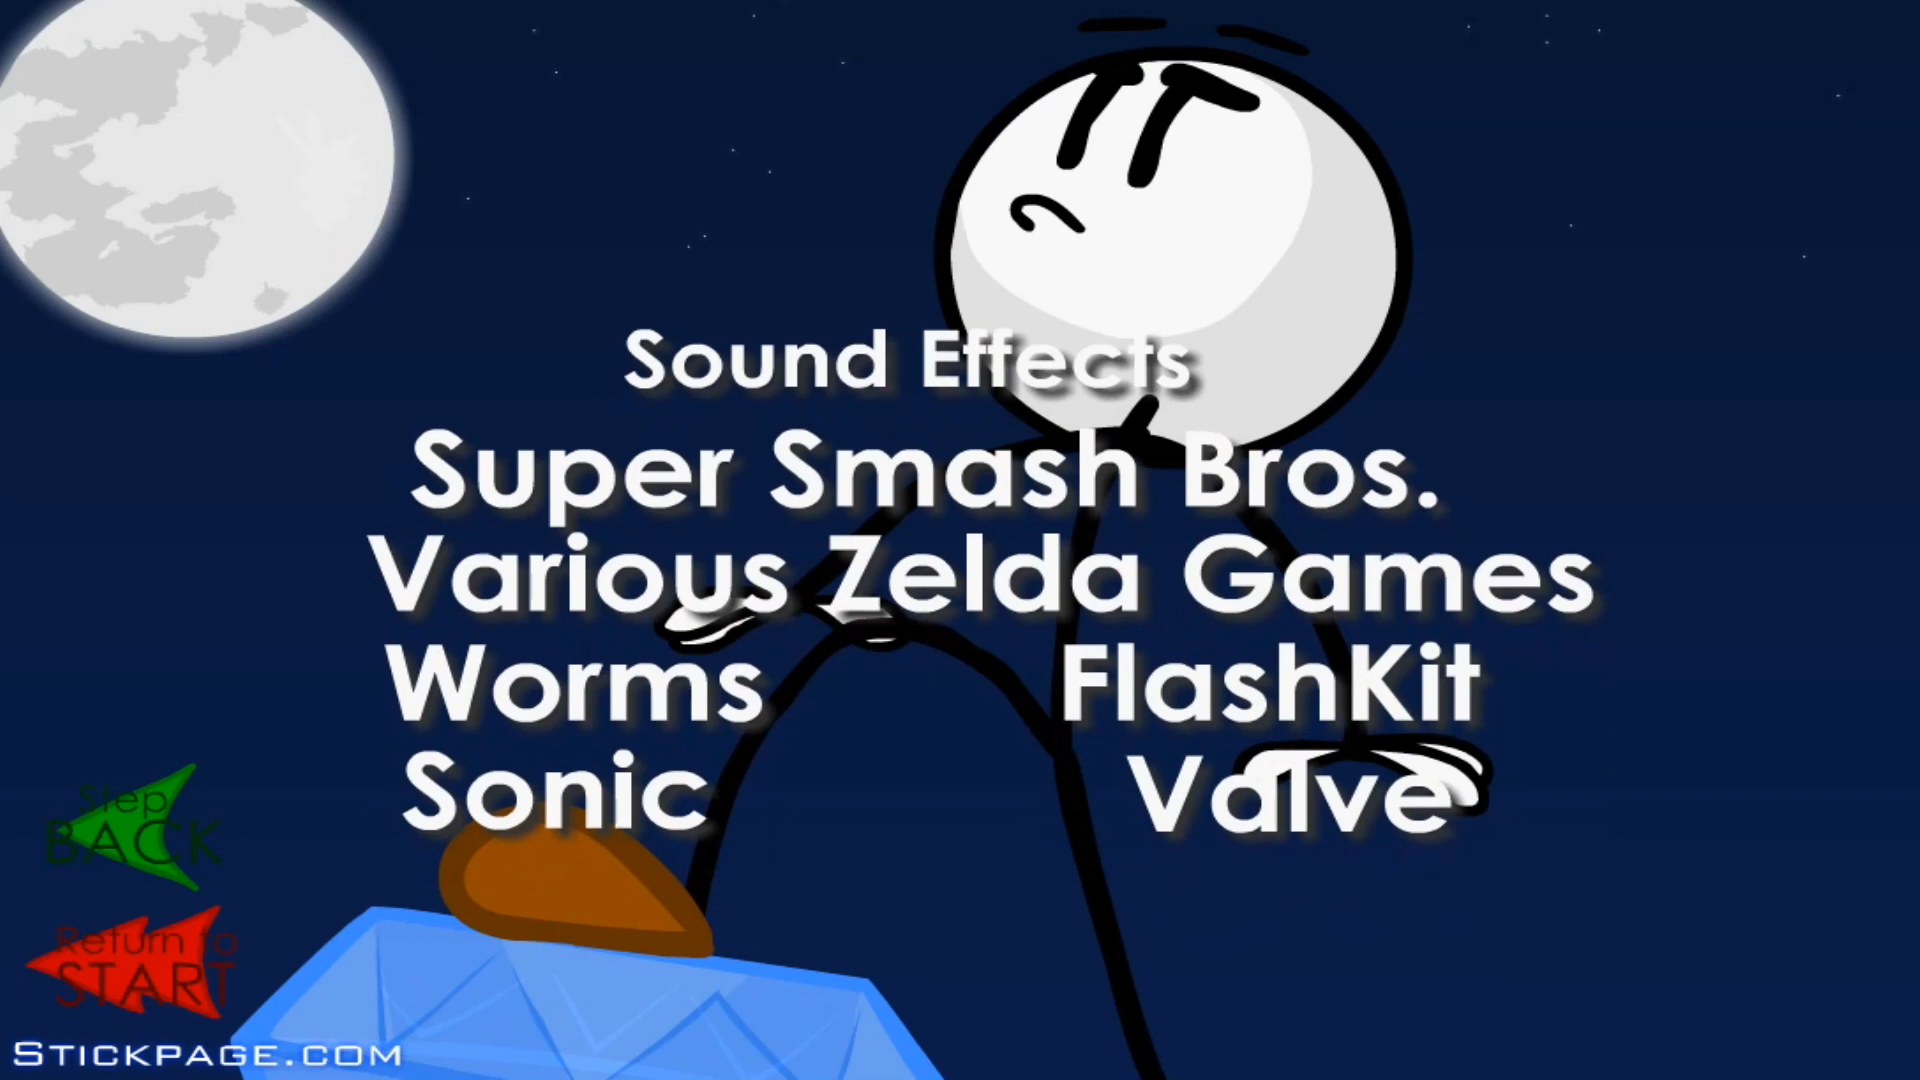 Sound Effects
Super Smash Bros.
Various Zelda Games
Worms FlashKit
Sonic Valve
Step
BACK
Return to
START
STICKPAGE.COM